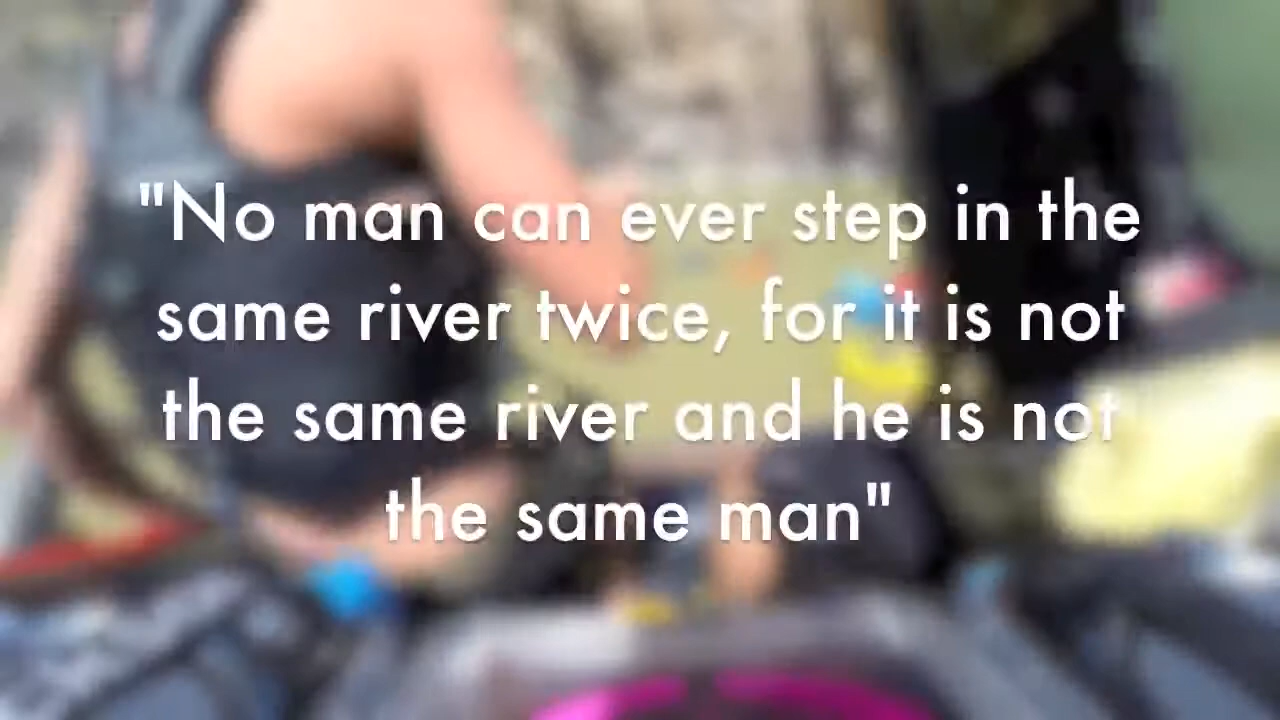 "No man can ever step in the
same river twice, for it is not
the same river and he is not
the same man"